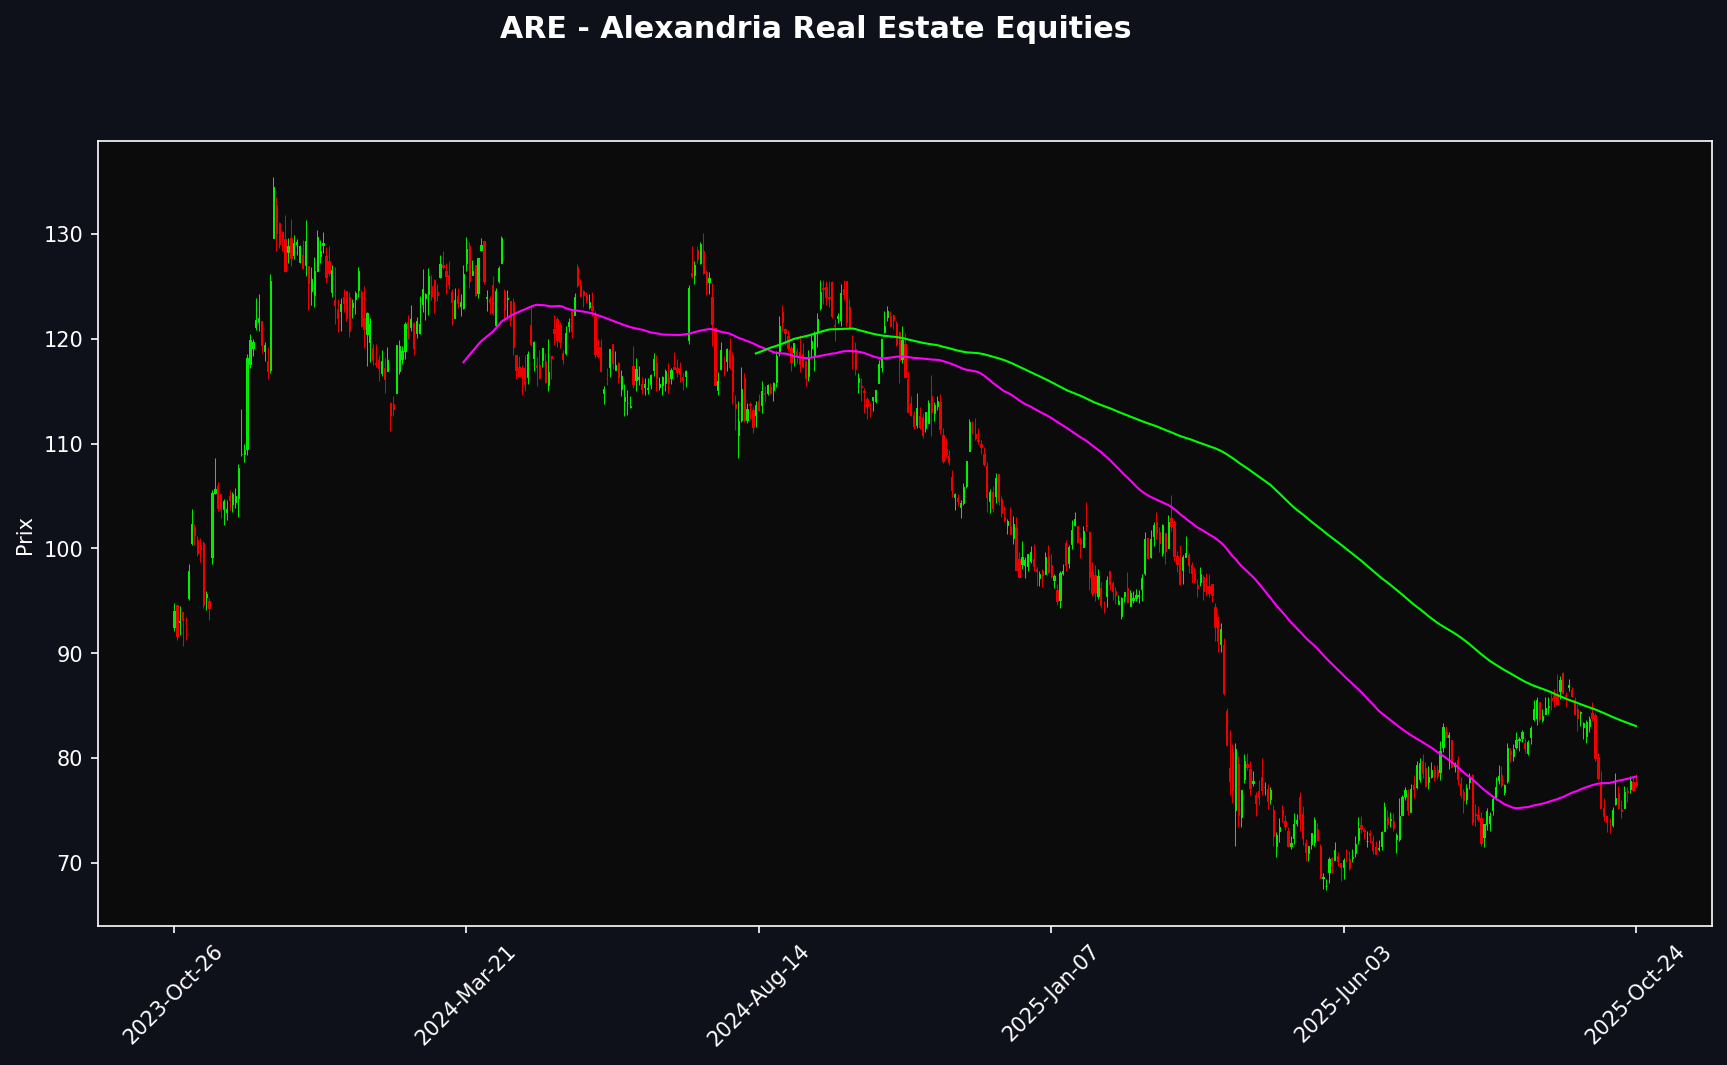 ARE - Alexandria Real Estate Equities
Prix
130
120
110
100
90
80
70
2023-Oct-26
2024-Mar-21
2024-Aug-14
2025-Jan-07
2025-Jun-03
2025-Oct-24